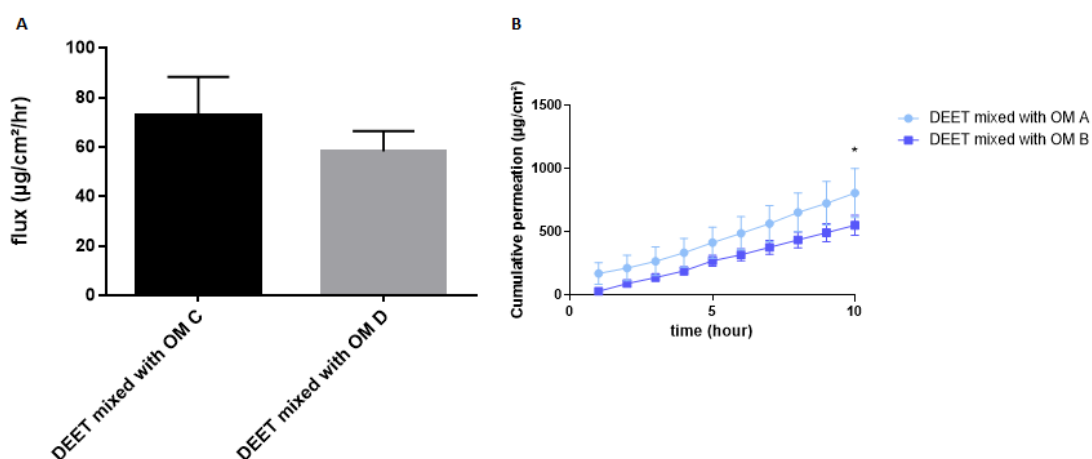 A
flux (µg/cm²/hr)
100
80
60
40
20
0
DEET mixed with OM C
DEET mixed with OM D
B
Cumulative permeation (µg/cm²)
1500
1000
500
0
*
0
5
10
time (hour)
DEET mixed with OM A
DEET mixed with OM B